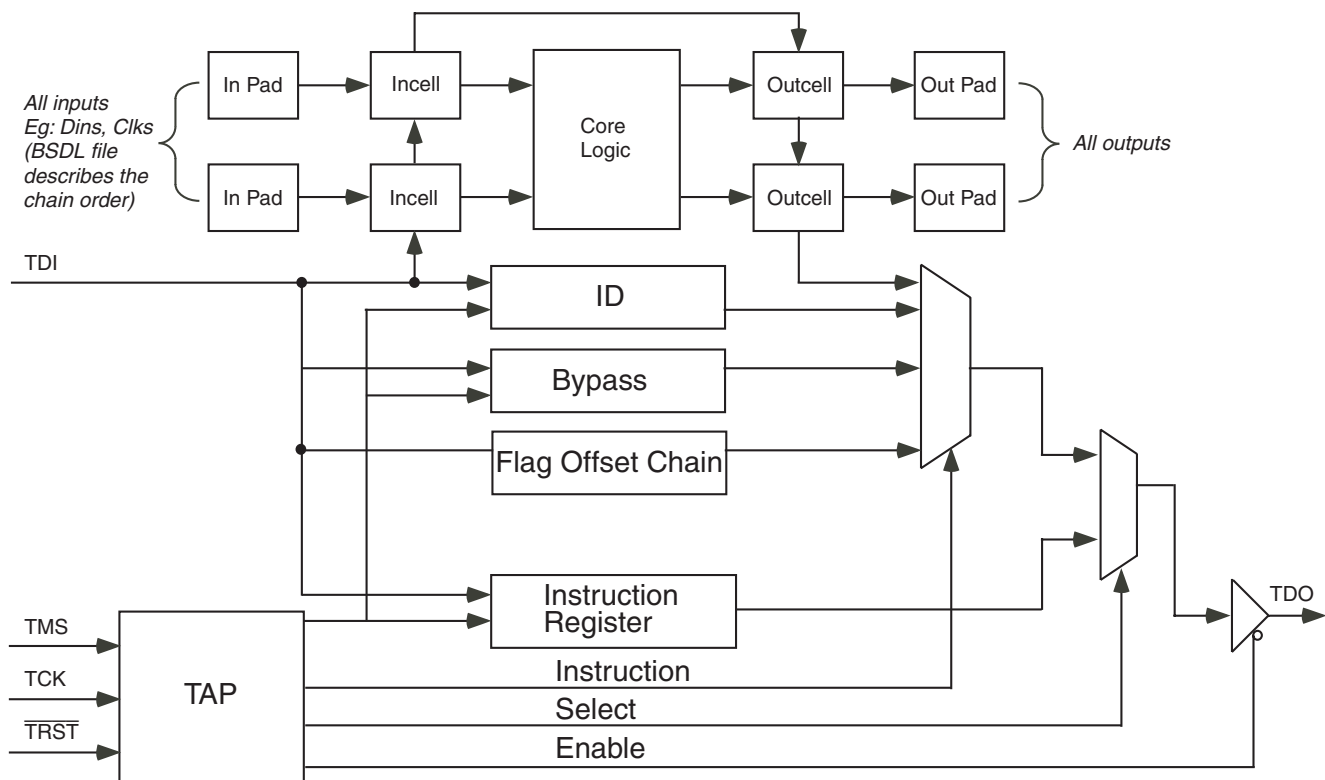 In Pad
Incell
Outcell
Out Pad
All inputs
Eg: Dins, Clks
(BSDL file
describes the
chain order)
Core
Logic
All outputs
In Pad
Incell
Outcell
Out Pad
TDI
ID
Bypass
Flag Offset Chain
Instruction
Register
TDO
TMS
TCK
TRST
TAP
Instruction
Select
Enable